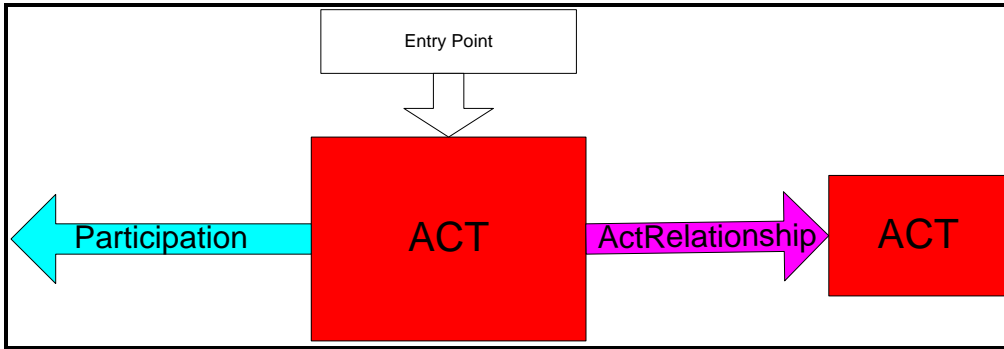 Entry Point
Participation
ACT
ActRelationship
ACT